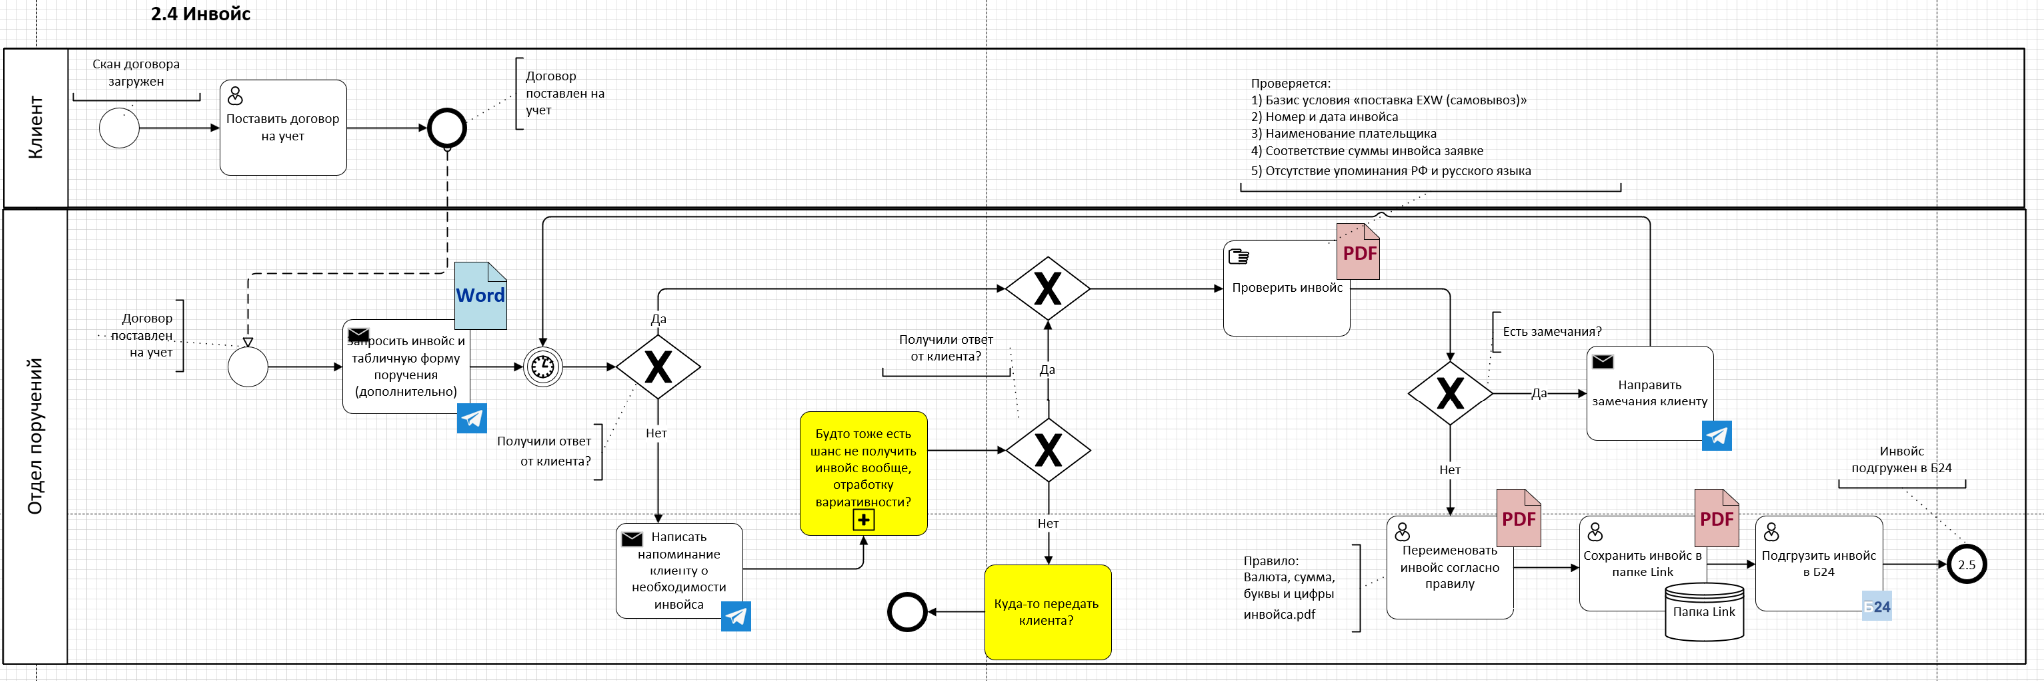 2.4 Инвойс
Клиент
Скан договора
загружен
Поставить договор
на учет
Договор
поставлен на
учет
Проверяется:
1) Базис условия «поставка EXW (самовывоз)»
2) Номер и дата инвойса
3) Наименование плательщика
4) Соответствие суммы инвойса заявке
5) Отсутствие упоминания РФ и русского языка
Отдел поручений
Договор
поставлен
на учет
Word
Запросить инвойс и
табличную форму
поручения
(дополнительно)
Да
Получили ответ
от клиента?
Нет
Написать
напоминание
клиенту о
необходимости
инвойса
Будто тоже есть
шанс не получить
инвойс вообще,
отработку
вариативности?
Получили ответ
от клиента?
Да
Нет
Куда-то передать
клиента?
PDF
Проверить инвойс
Есть замечания?
Да
Направить
замечания клиенту
Нет
Правило:
Валюта, сумма,
буквы и цифры
инвойса.pdf
PDF
Переименовать
инвойс согласно
правилу
PDF
Сохранить инвойс в
папке Link
Папка Link
Подгрузить инвойс
в Б24
Б24
Инвойс
подгружен в Б24
2.5